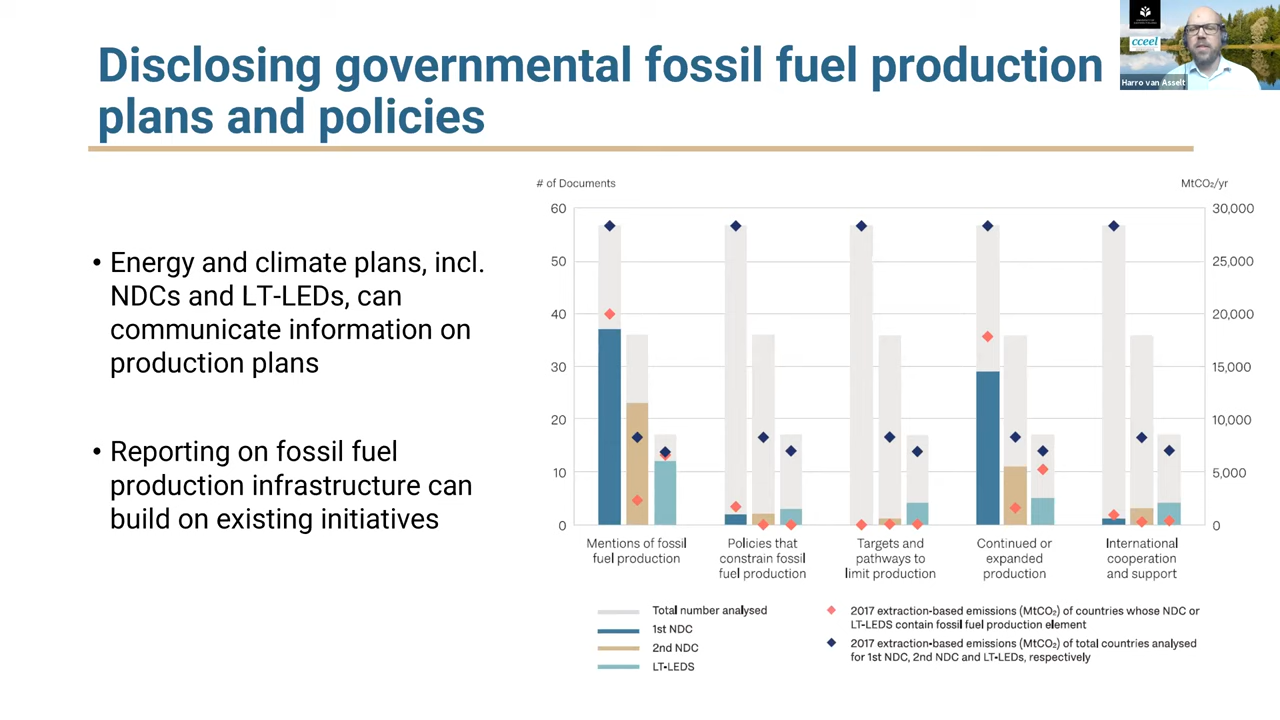 Disclosing governmental fossil fuel production
plans and policies
cceel
Harro van Asselt
• Energy and climate plans, incl.
NDCs and LT-LEDs, can
communicate information on
production plans
• Reporting on fossil fuel
production infrastructure can
build on existing initiatives
# of Documents
MtCO₂/yr
60
50
40
30
20
10
0
30,000
25,000
20,000
15,000
10,000
5,000
0
Mentions of fossil
fuel production
Policies that
constrain fossil
fuel production
Targets and
pathways to
limit production
Continued or
expanded
production
International
cooperation
and support
Total number analysed
1st NDC
2nd NDC
LT-LEDS
2017 extraction-based emissions (MtCO₂) of countries whose NDC or
LT-LEDS contain fossil fuel production element
2017 extraction-based emissions (MtCO₂) of total countries analysed
for 1st NDC, 2nd NDC and LT-LEDs, respectively